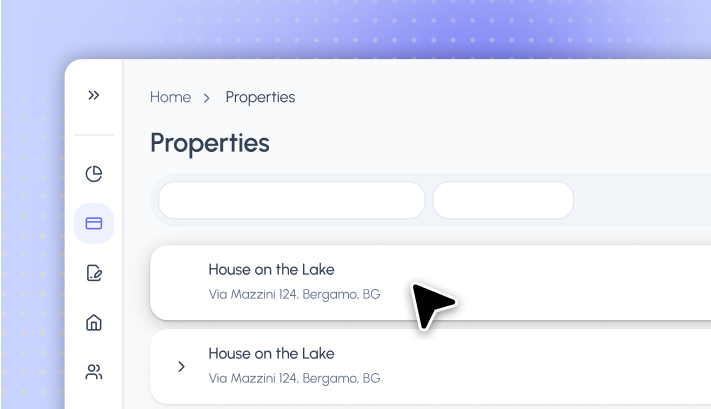 Home > Properties
Properties
House on the Lake
Via Mazzini 124, Bergamo, BG
House on the Lake
Via Mazzini 124, Bergamo, BG